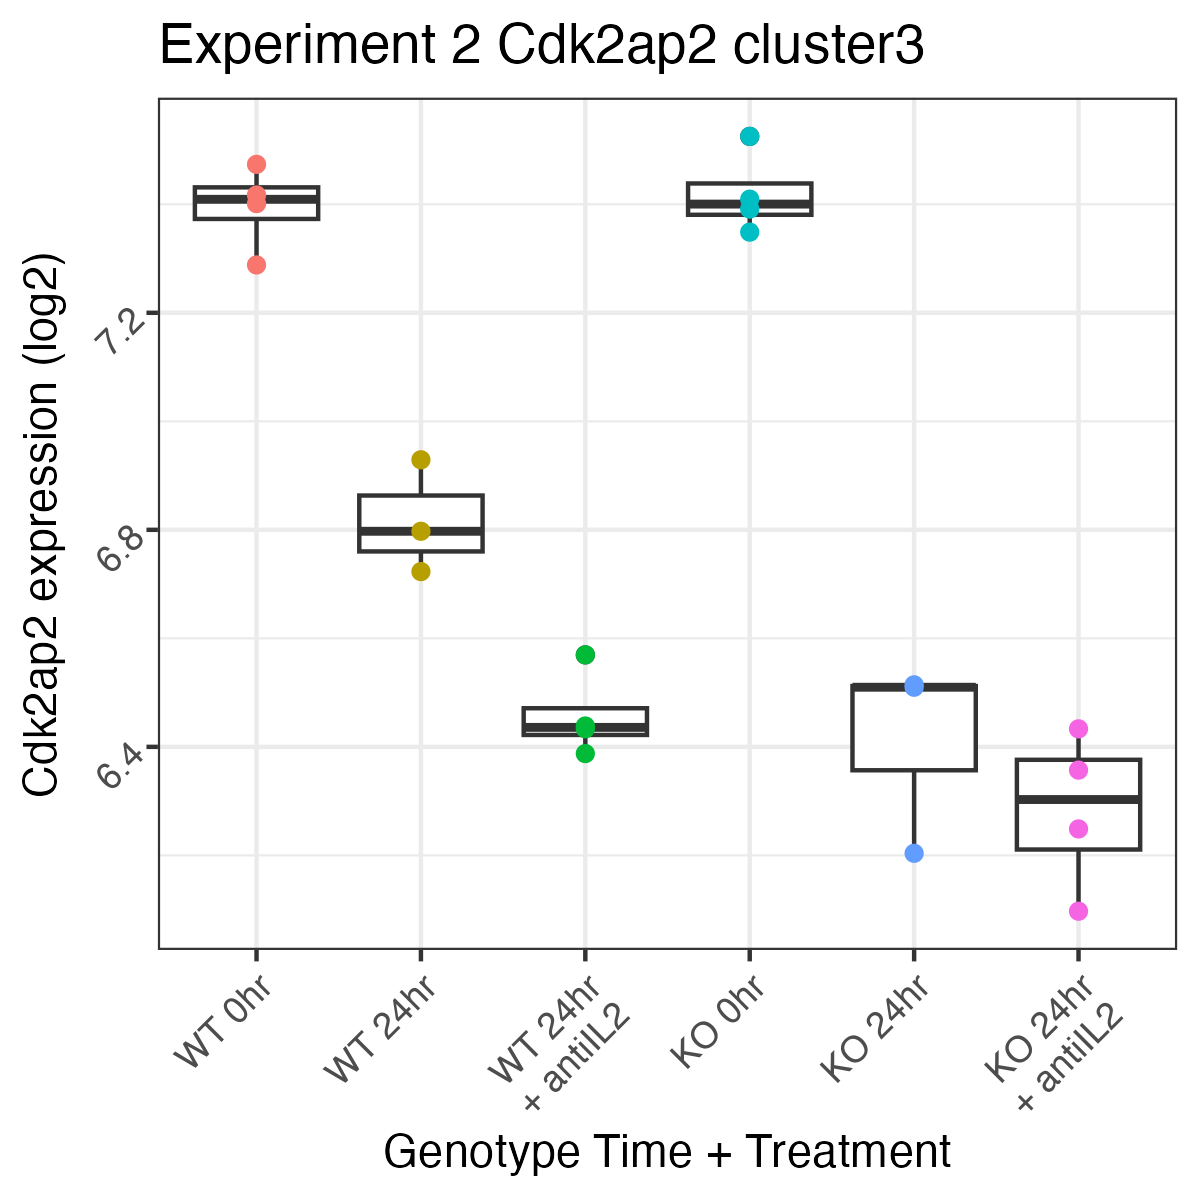 Experiment 2 Cdk2ap2 cluster3
Cdk2ap2 expression (log2)
7.2
6.8
6.4
WT 0hr
WT 24hr
WT 24hr
+ antiIL2
KO 0hr
KO 24hr
KO 24hr
+ antiIL2
Genotype Time + Treatment